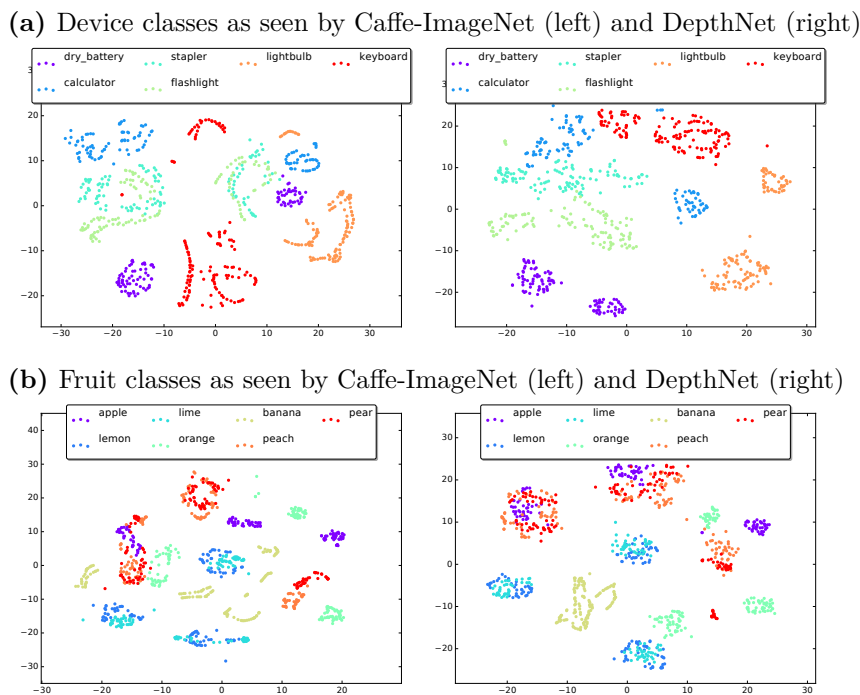 (a) Device classes as seen by Caffe-ImageNet (left) and DepthNet (right)
dry_battery stapler lightbulb keyboard
calculator flashlight
20
10
0
−10
−20
−30 −20 −10 0 10 20 30
dry_battery stapler lightbulb keyboard
calculator flashlight
20
10
0
−10
−20
−20 −10 0 10 20 30
(b) Fruit classes as seen by Caffe-ImageNet (left) and DepthNet (right)
apple lime banana pear
lemon orange peach
40
30
20
10
0
−10
−20
−30
−30 −20 −10 0 10 20
apple lime banana pear
lemon orange peach
30
20
10
0
−10
−20
−20 −10 0 10 20 30